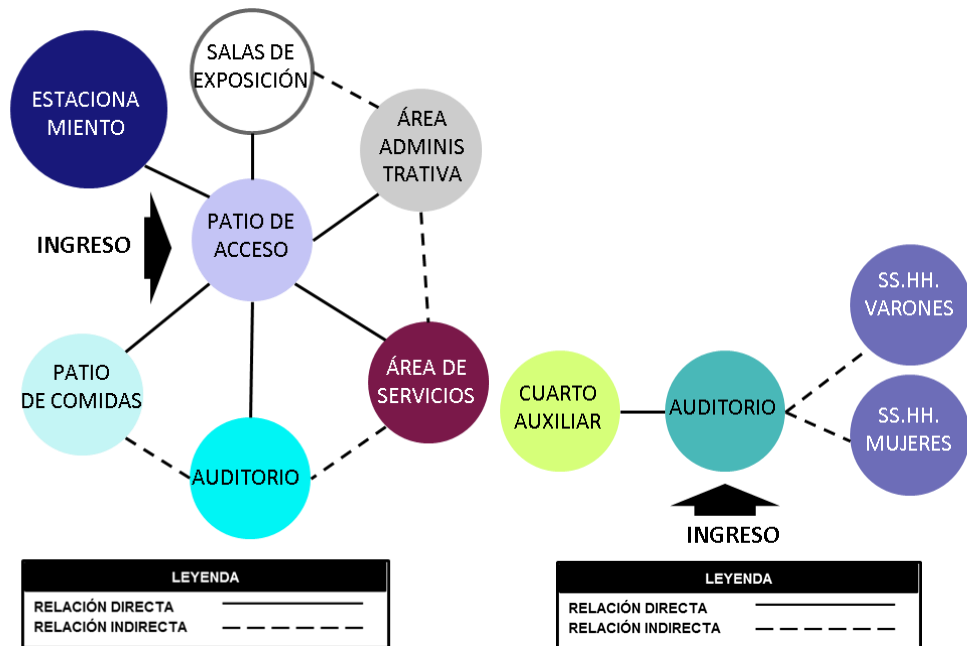 SALAS DE
EXPOSICIÓN
ESTACIONA
MIENTO
ÁREA
ADMINIS
TRATIVA
PATIO DE
ACCESO
INGRESO
PATIO
DE COMIDAS
ÁREA DE
SERVICIOS
AUDITORIO
LEYENDA
RELACIÓN DIRECTA
RELACIÓN INDIRECTA
SS.HH.
VARONES
CUARTO
AUXILIAR
AUDITORIO
SS.HH.
MUJERES
INGRESO
LEYENDA
RELACIÓN DIRECTA
RELACIÓN INDIRECTA